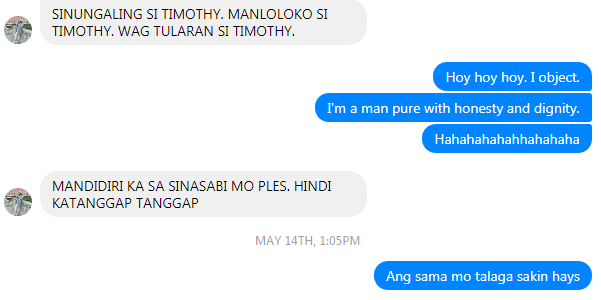 SINUNGALING SI TIMOTHY. MANLOLOKO SI
TIMOTHY. WAG TULARAN SI TIMOTHY.
Hoy hoy hoy. I object.
I'm a man pure with honesty and dignity.
Hahahahahahhahahaha
MANDIDIRI KA SA SINASABI MO PLES. HINDI
KATANGGAP TANGGAP
MAY 14TH, 1:05PM
Ang sama mo talaga sakin hays